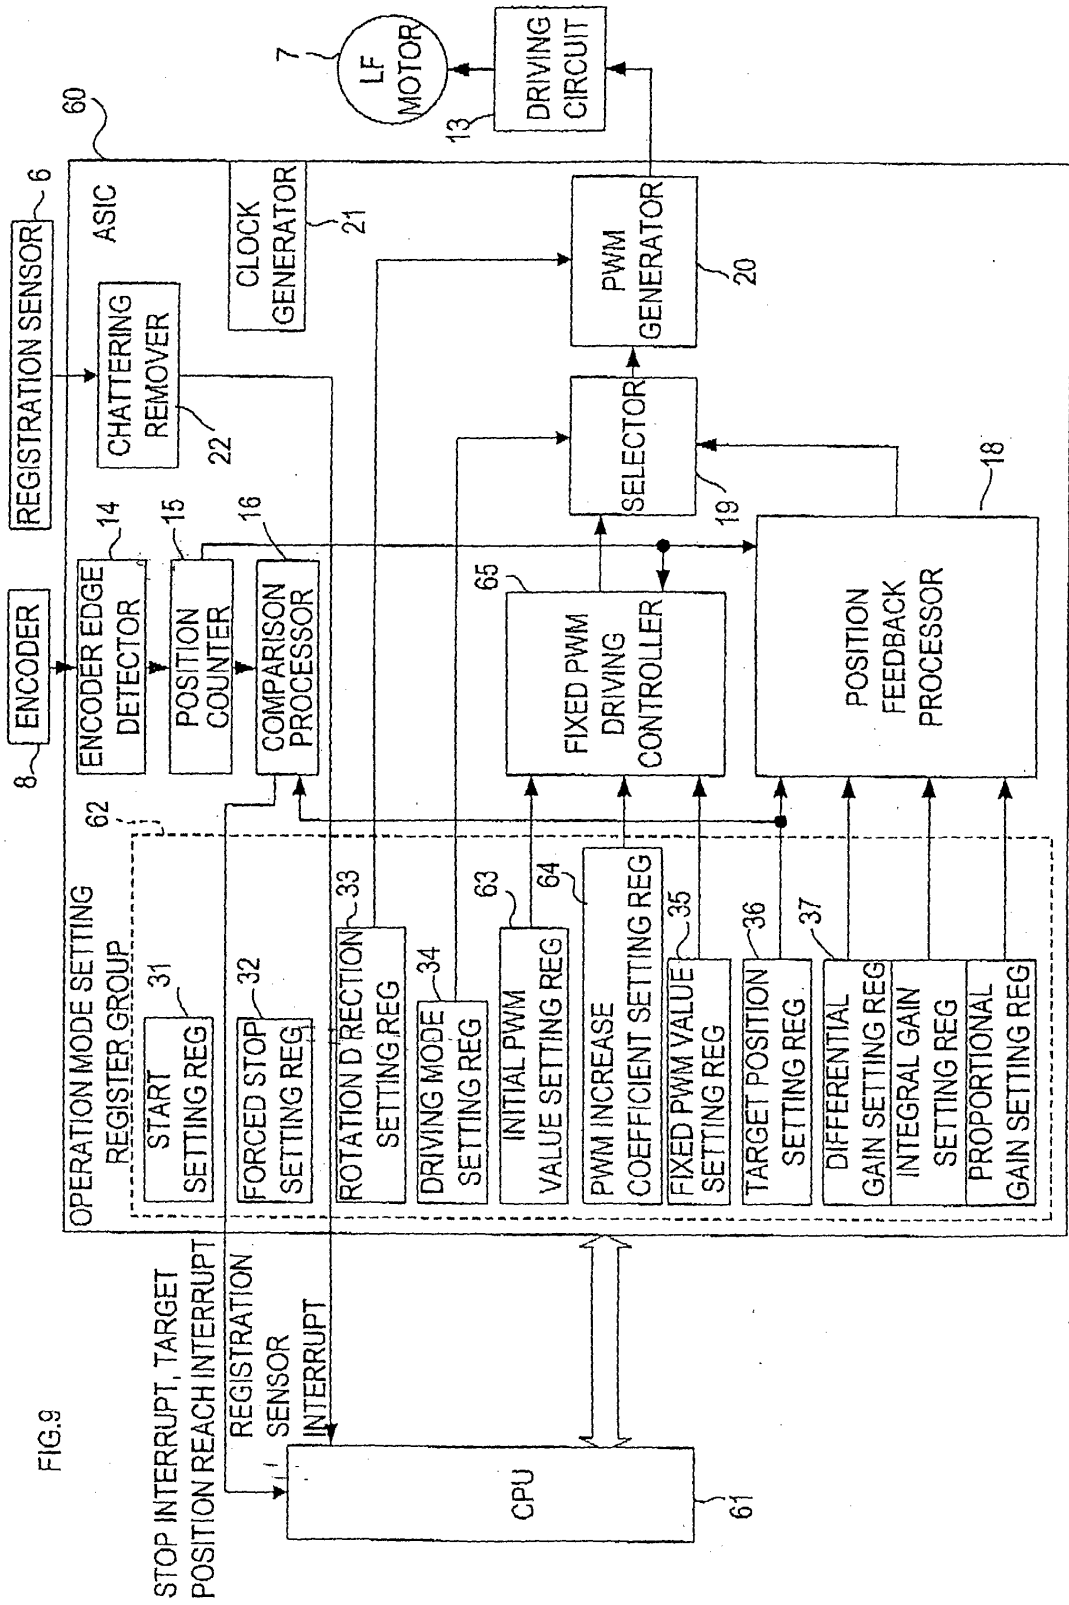 FIG.9
8
ENCODER
REGISTRATION SENSOR
6
60
ASIC
OPERATION MODE SETTING
REGISTER GROUP
62
ENCODER EDGE
DETECTOR
14
POSITION
COUNTER
15
COMPARISON
PROCESSOR
16
CHATTERING
REMOVER
22
CLOCK
GENERATOR
21
LF
MOTOR
7
DRIVING
CIRCUIT
13
START
SETTING REG
31
FORCED STOP
SETTING REG
32
ROTATION D RECTION
SETTING REG
33
DRIVING MODE
SETTING REG
34
INITIAL PWM
VALUE SETTING REG
63
PWM INCREASE
COEFFICIENT SETTING REG
64
FIXED PWM VALUE
SETTING REG
35
TARGET POSITION
SETTING REG
36
DIFFERENTIAL
GAIN SETTING REG
37
INTEGRAL GAIN
SETTING REG
PROPORTIONAL
GAIN SETTING REG
FIXED PWM
DRIVING
CONTROLLER
65
POSITION
FEEDBACK
PROCESSOR
18
SELECTOR
19
PWM
GENERATOR
20
STOP INTERRUPT, TARGET
POSITION REACH INTERRUPT
REGISTRATION
SENSOR
INTERRUPT
CPU
61